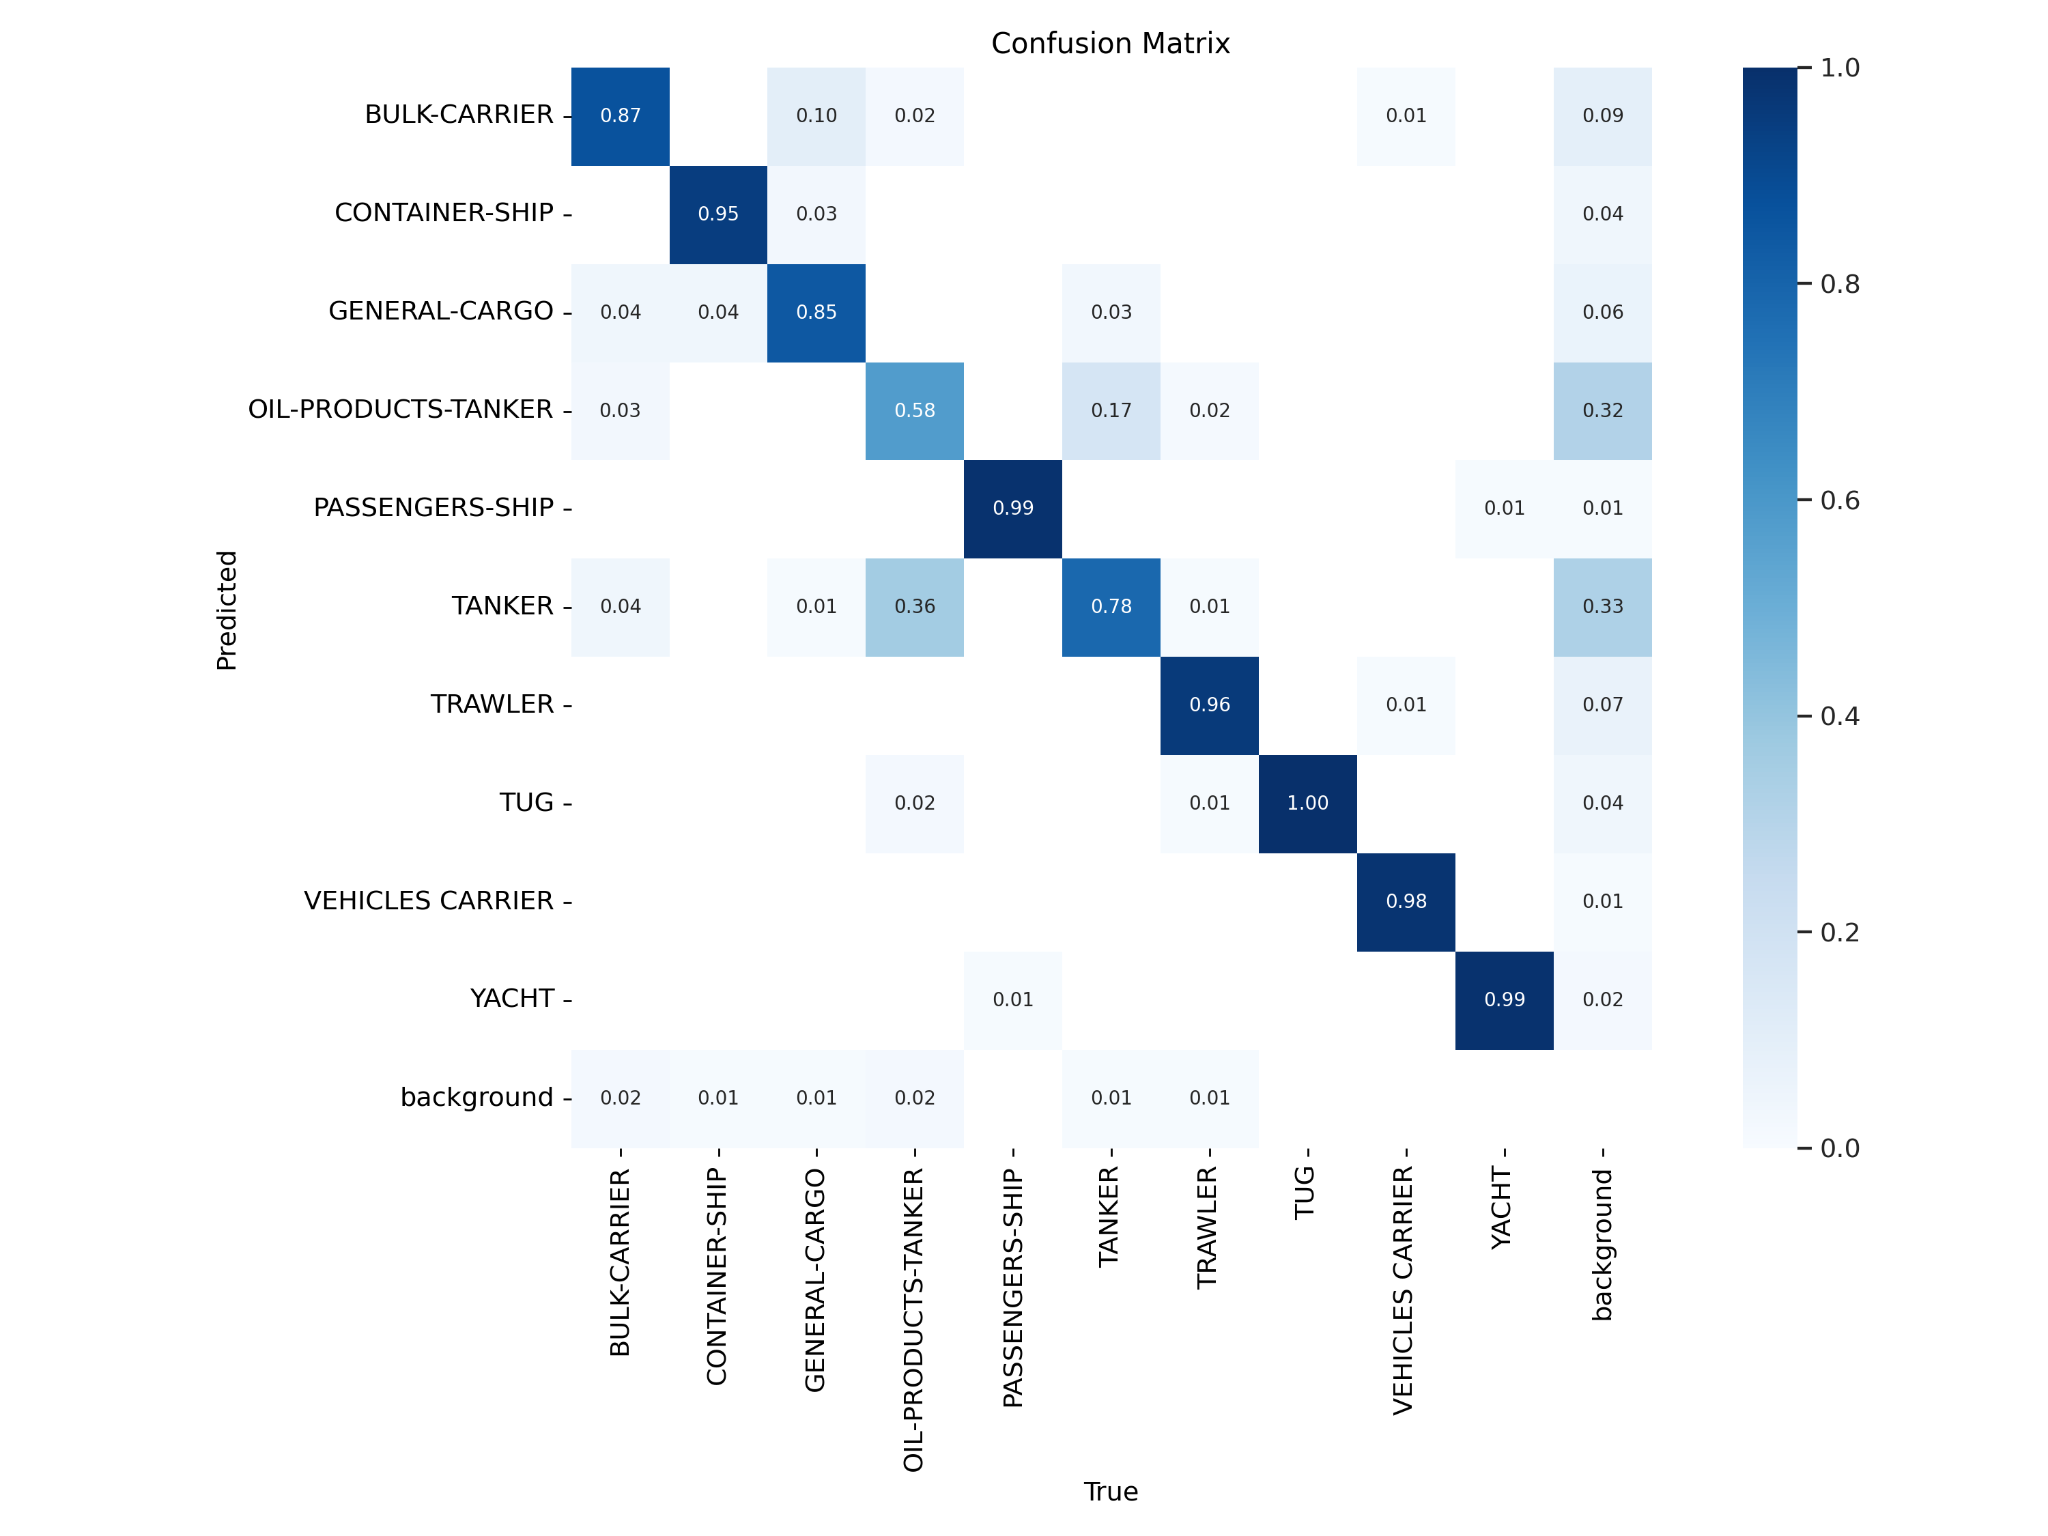 Confusion Matrix
BULK-CARRIER 0.87 0.10 0.02 0.01 0.09
CONTAINER-SHIP 0.95 0.03 0.04
GENERAL-CARGO 0.04 0.04 0.85 0.03 0.06
OIL-PRODUCTS-TANKER 0.03 0.58 0.17 0.02 0.32
PASSENGERS-SHIP 0.99 0.01 0.01
TANKER 0.04 0.01 0.36 0.78 0.01 0.33
TRAWLER 0.96 0.01 0.07
TUG 0.02 0.01 1.00 0.04
VEHICLES CARRIER 0.98 0.01
YACHT 0.01 0.99 0.02
background 0.02 0.01 0.01 0.02 0.01 0.01
Predicted
BULK-CARRIER
CONTAINER-SHIP
GENERAL-CARGO
OIL-PRODUCTS-TANKER
PASSENGERS-SHIP
TANKER
TRAWLER
TUG
VEHICLES CARRIER
YACHT
background
True
1.0
0.8
0.6
0.4
0.2
0.0